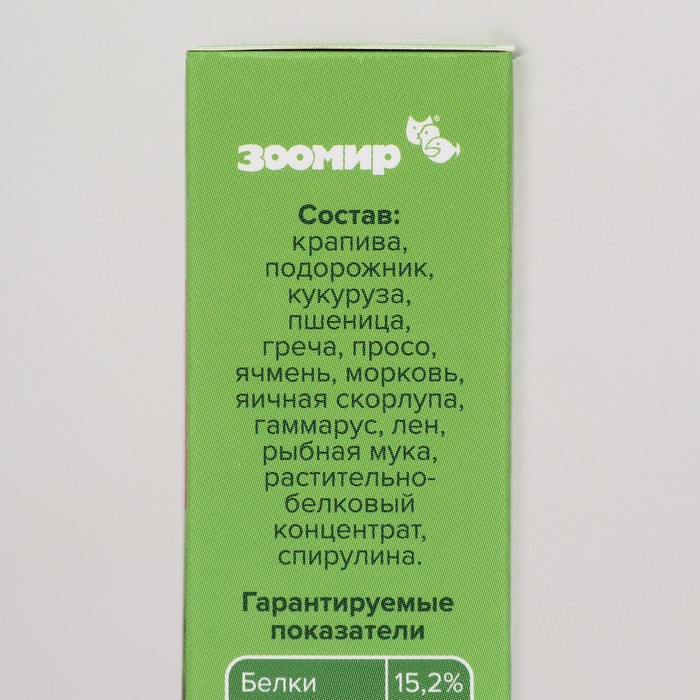 зоомир®
Состав:
крапива,
подорожник,
кукуруза,
пшеница,
греча, просо,
ячмень, морковь,
яичная скорлупа,
гаммарус, лен,
рыбная мука,
растительно-
белковый
концентрат,
спирулина.
Гарантируемые
показатели
Белки 15,2%